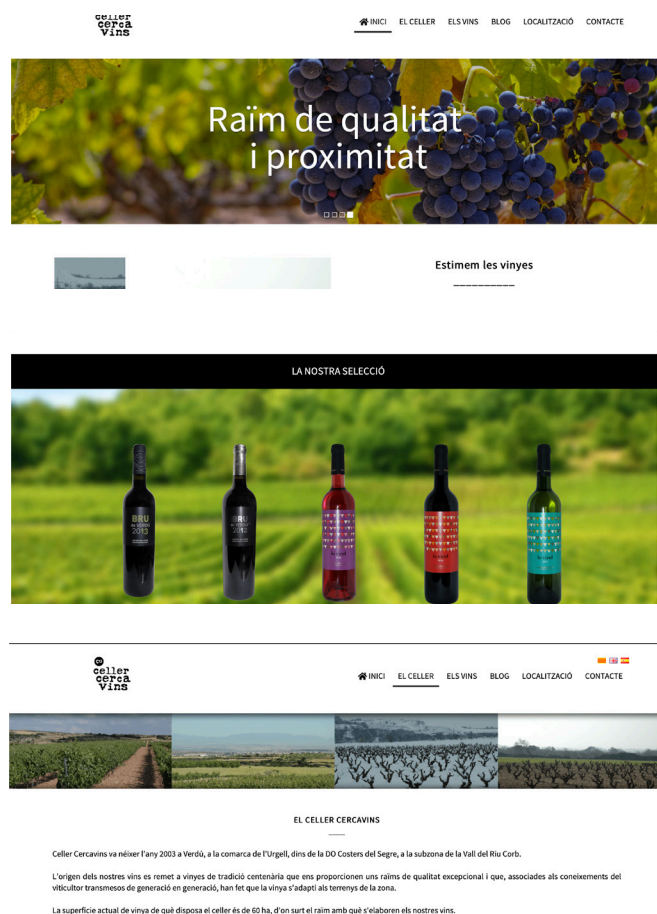 celler
cerca
vins
INICI EL CELLER ELS VINS BLOG LOCALITZACIÓ CONTACTE
Raïm de qualitat
i proximitat
Estimem les vinyes
LA NOSTRA SELECCIÓ
BRU
2013
BRU
2012
celler
cerca
vins
INICI EL CELLER ELS VINS BLOG LOCALITZACIÓ CONTACTE
EL CELLER CERCAVINS
Celler Cercavins va néixer l'any 2003 a Verdú, a la comarca de l'Urgell, dins de la DO Costers del Segre, a la subzona de la Vall del Riu Corb.
L'origen dels nostres vins es remet a vinyes de tradició centenària que ens proporcionen uns raïms de qualitat excepcional i que, associades als coneixements del
viticultor transmesos de generació en generació, han fet que la vinya s'adapti als terrenys de la zona.
La superfície actual de vinya de què disposa el celler és de 60 ha, d'on surt el raïm amb què s'elaboren els nostres vins.